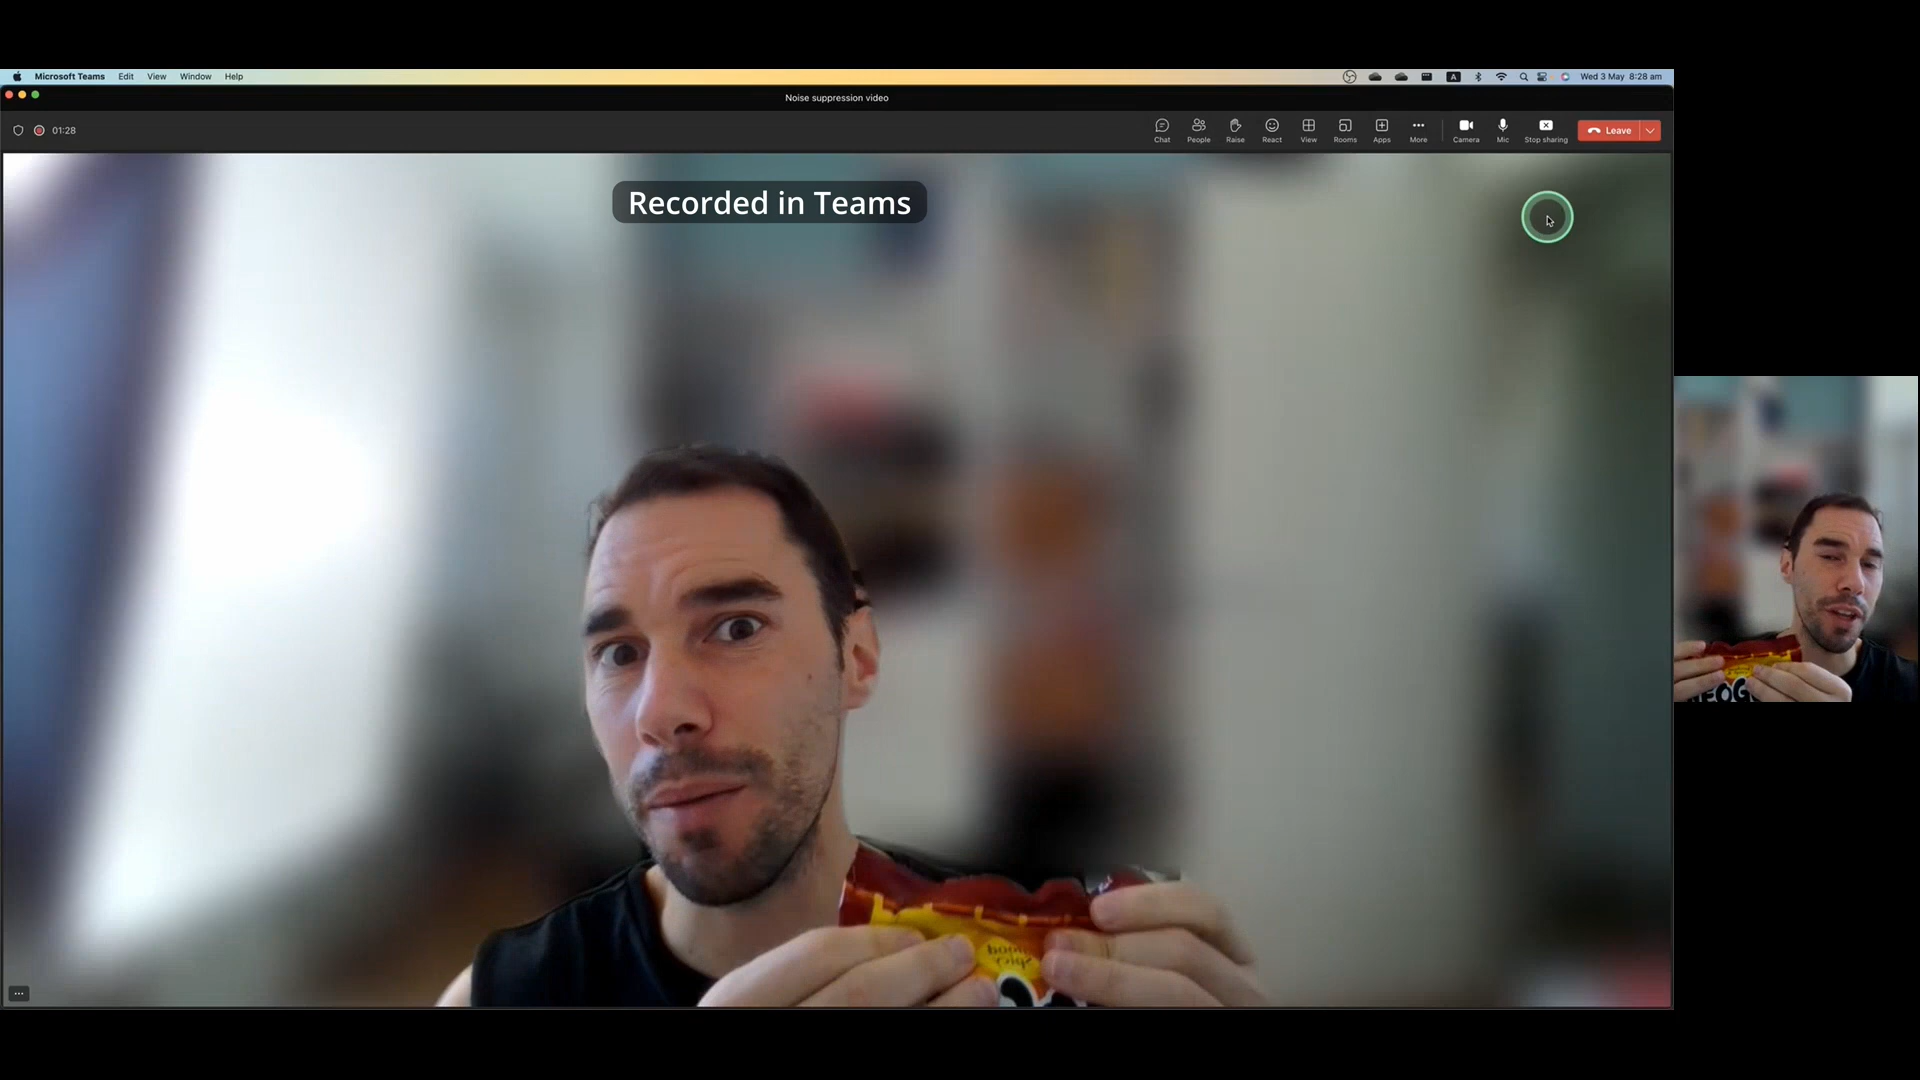 Microsoft Teams Edit View Window Help
A Wed 3 May 8:28 am
Noise suppression video
01:28
Chat People Raise React View Rooms Apps More Camera Mic Stop sharing Leave
Recorded in Teams